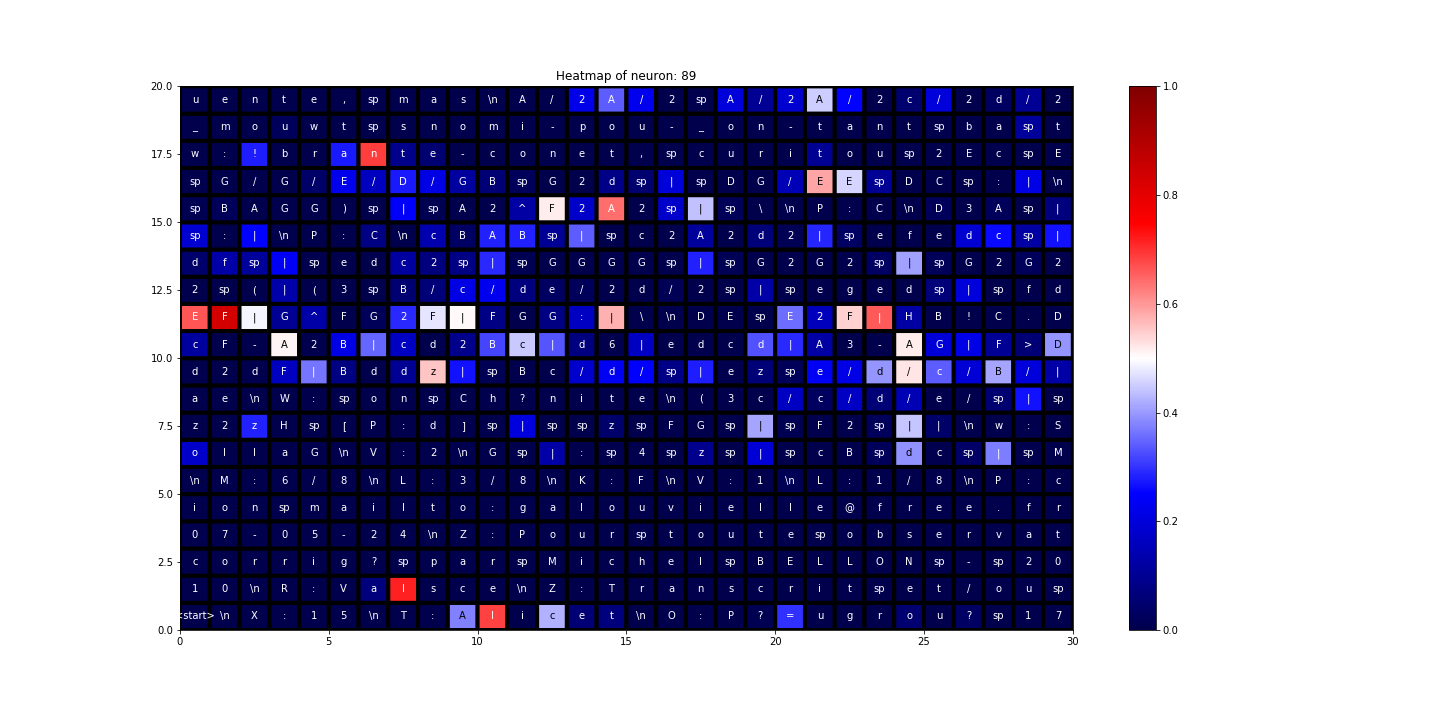 Heatmap of neuron: 89
20.0 u e n t e , sp m a s \n A / 2 A / 2 sp A / 2 A / 2 c / 2 d / 2 1.0
_ m o u w t sp s n o m i - p o u - _ o n - t a n t sp b a sp t
17.5 w : ! b r a n t e - c o n e t , sp c u r i t o u sp 2 E c sp E
sp G / G / E / D / G B sp G 2 d sp | sp D G / E E sp D C sp : | \n
15.0 sp B A G G ) sp | sp A 2 ^ F 2 A 2 sp | sp \ \n P : C \n D 3 A sp | 0.8
sp : | \n P : C \n c B A B sp | sp c 2 A 2 d 2 | sp e f e d c sp |
d f sp | sp e d c 2 sp | sp G G G G sp | sp G 2 G 2 sp | sp G 2 G 2
12.5 2 sp ( | ( 3 sp B / c / d e / 2 d / 2 sp | sp e g e d sp | sp f d
E F | G ^ F G 2 F | F G G : | \ \n D E sp E 2 F | H B ! C . D 0.6
10.0 c F - A 2 B | c d 2 B c | d 6 | e d c d | A 3 - A G | F > D
d 2 d F | B d d z | sp B c / d / sp | e z sp e / d / c / B / |
a e \n W : sp o n sp C h ? n i t e \n ( 3 c / c / d / e / sp | sp 0.4
7.5 z 2 z H sp [ P : d ] sp | sp sp z sp F G sp | sp F 2 sp | | \n w : S
o l l a G \n V : 2 \n G sp | : sp 4 sp z sp | sp c B sp d c sp | sp M
5.0 \n M : 6 / 8 \n L : 3 / 8 \n K : F \n V : 1 \n L : 1 / 8 \n P : c
i o n sp m a i l t o : g a l o u v i e l l e @ f r e e . f r 0.2
0 7 - 0 5 - 2 4 \n Z : P o u r sp t o u t e sp o b s e r v a t
2.5 c o r r i g ? sp p a r sp M i c h e l sp B E L L O N sp - sp 2 0
1 0 \n R : V a l s c e \n Z : T r a n s c r i t sp e t / o u sp
0.0 <start> \n X : 1 5 \n T : A l i c e t \n O : P ? = u g r o u ? sp 1 7 0.0
0 5 10 15 20 25 30